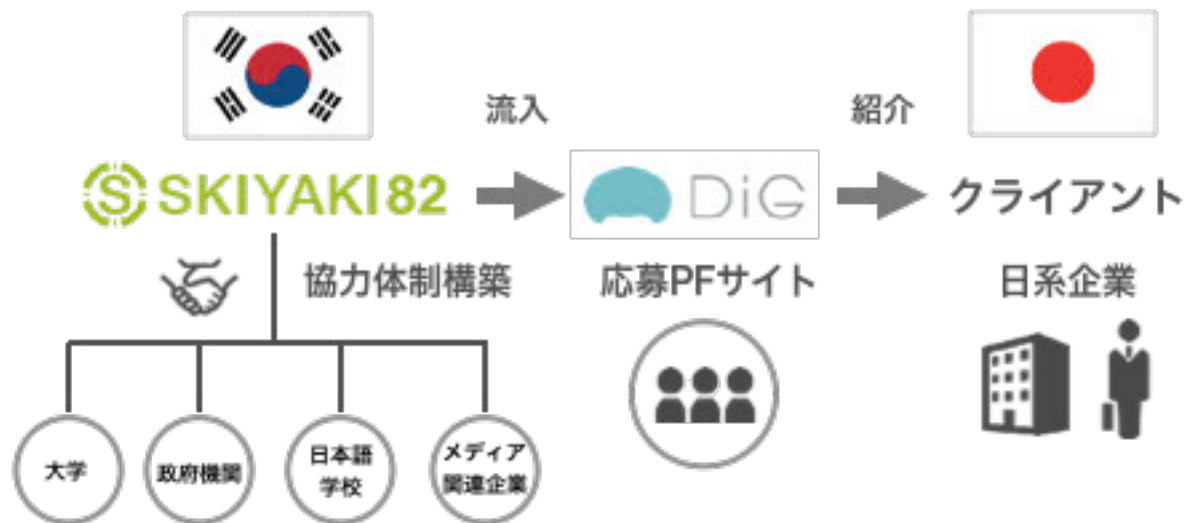 流入
紹介
SKIYAKI 82
DiG
クライアント
協力体制構築
応募PFサイト
日系企業
大学
政府機関
日本語
学校
メディア
関連企業